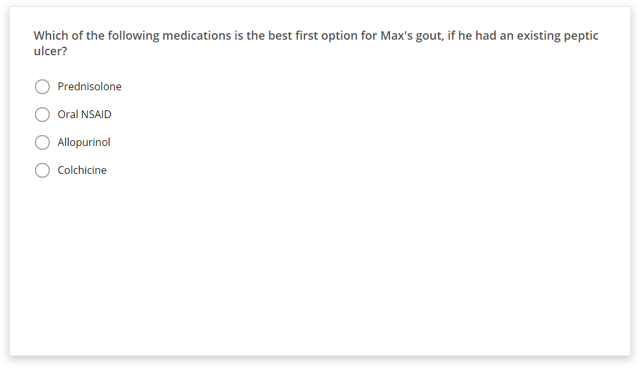 Which of the following medications is the best first option for Max's gout, if he had an existing peptic
ulcer?
Prednisolone
Oral NSAID
Allopurinol
Colchicine